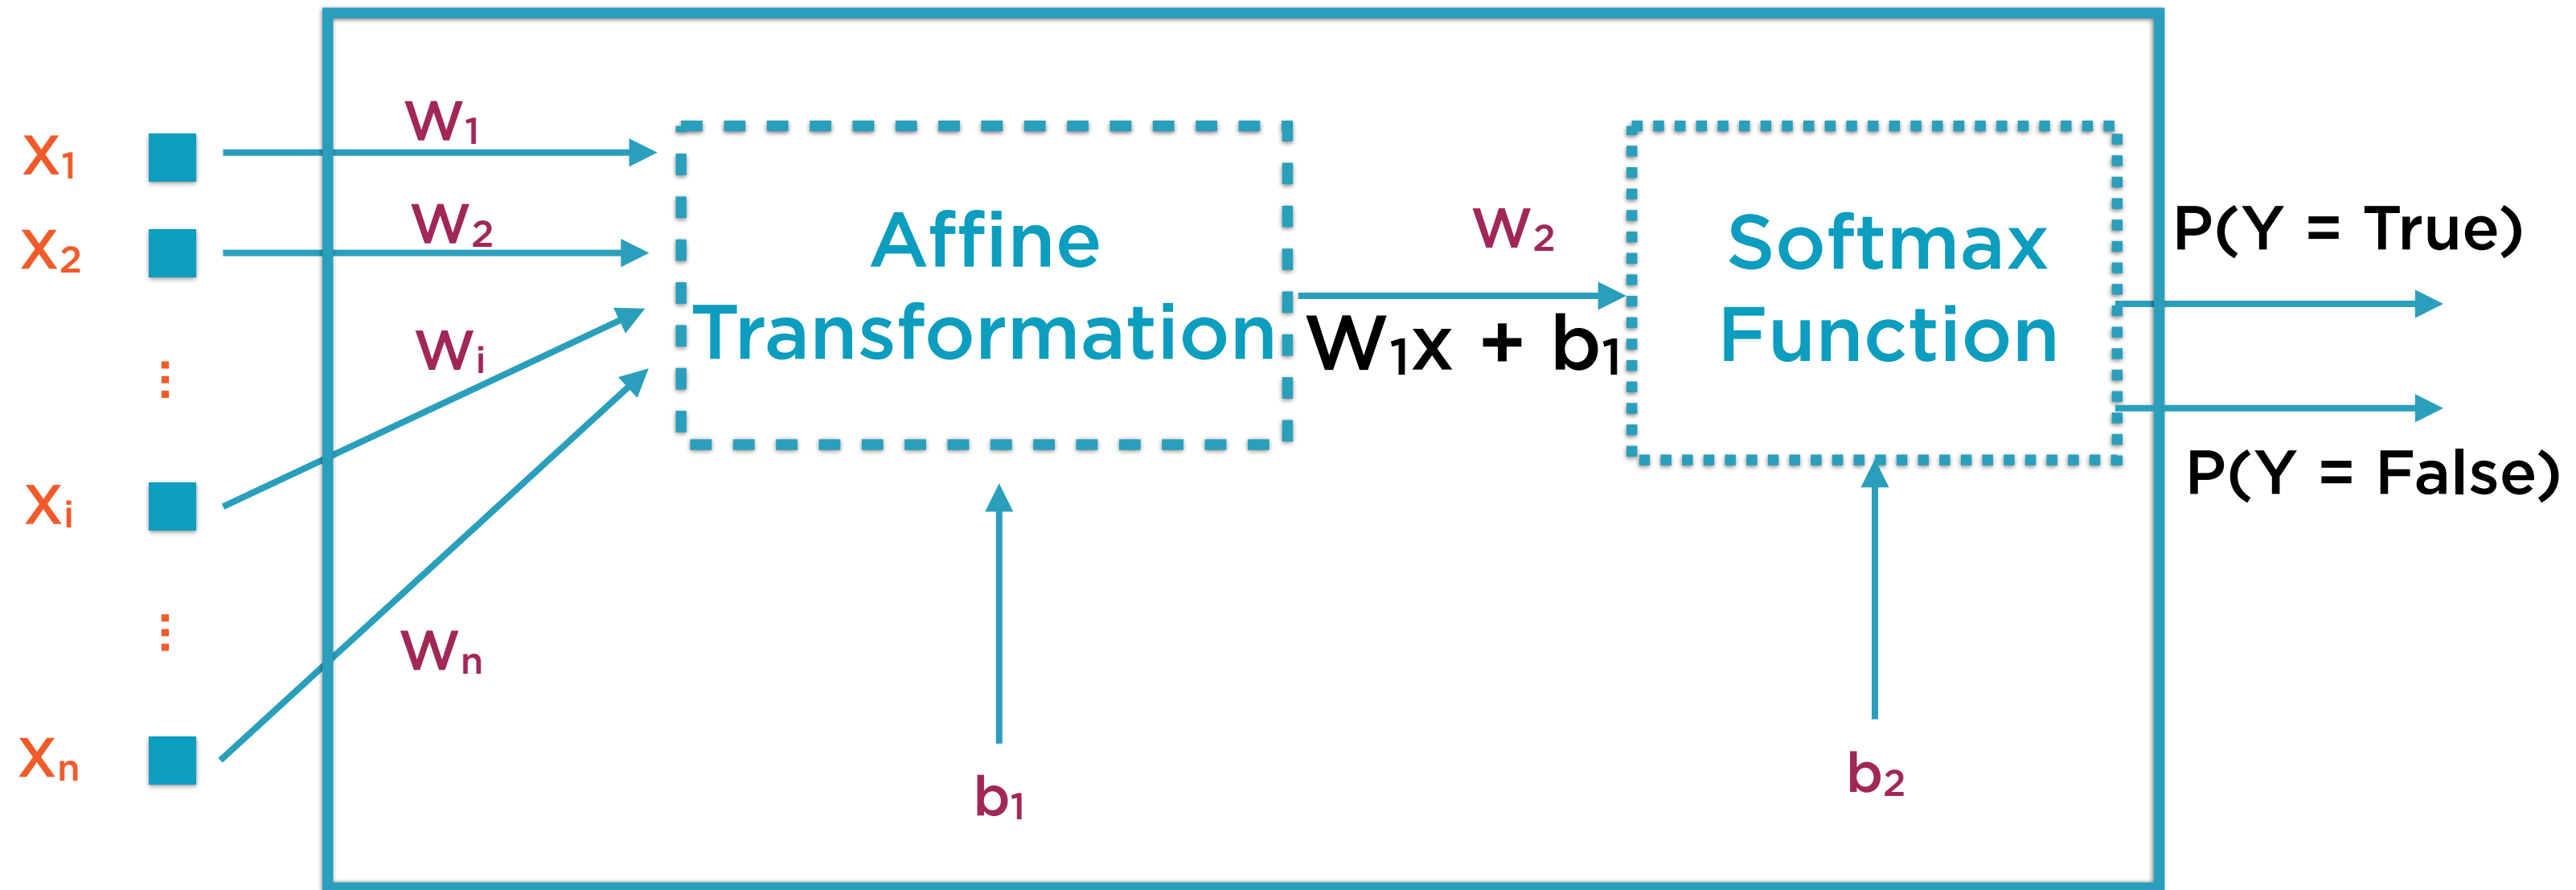 X₁
X₂
⋮
Xᵢ
⋮
Xₙ
W₁
W₂
Wᵢ
Wₙ
Affine
Transformation
b₁
W₂
W₁x + b₁
Softmax
Function
b₂
P(Y = True)
P(Y = False)